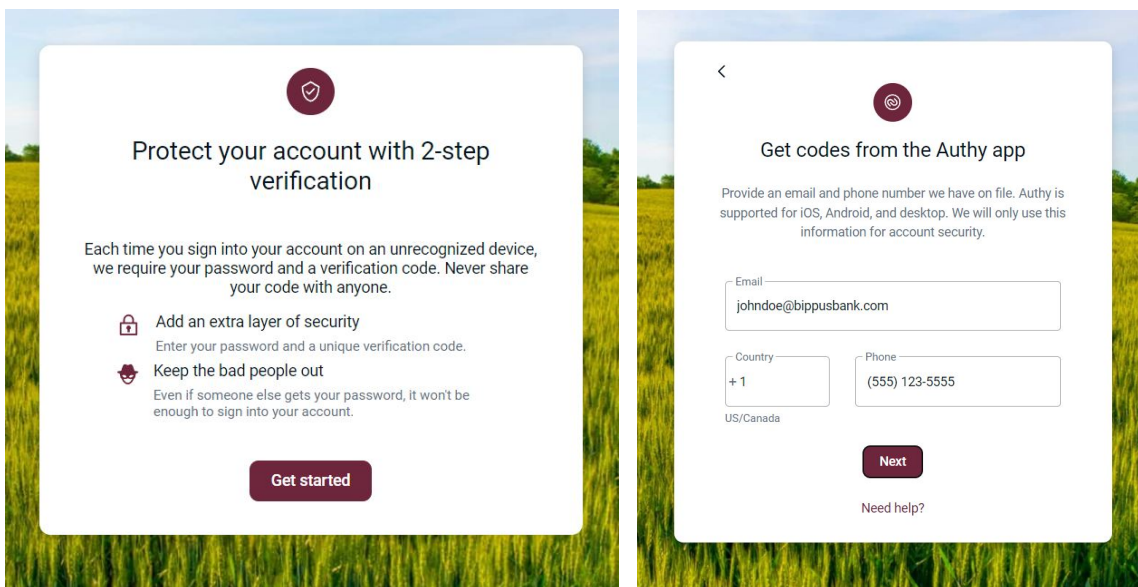 Protect your account with 2-step
verification
Each time you sign into your account on an unrecognized device,
we require your password and a verification code. Never share
your code with anyone.
Add an extra layer of security
Enter your password and a unique verification code.
Keep the bad people out
Even if someone else gets your password, it won't be
enough to sign into your account.
Get started
Get codes from the Authy app
Provide an email and phone number we have on file. Authy is
supported for iOS, Android, and desktop. We will only use this
information for account security.
Email
johndoe@bippusbank.com
Country
Phone
+ 1
(555) 123-5555
US/Canada
Next
Need help?